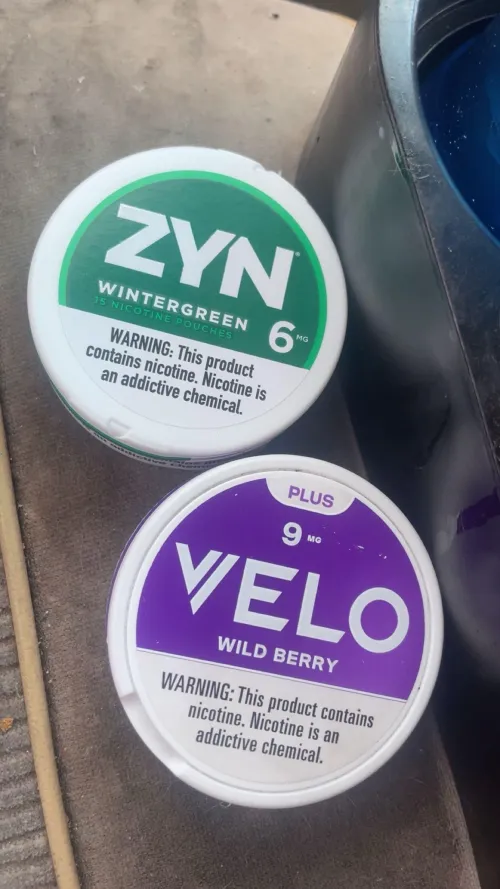 ZYN
WINTERGREEN
15 NICOTINE POUCHES
6 MG
WARNING: This product
contains nicotine. Nicotine is
an addictive chemical.
PLUS
9 MG
VELO
WILD BERRY
WARNING: This product contains
nicotine. Nicotine is an
addictive chemical.